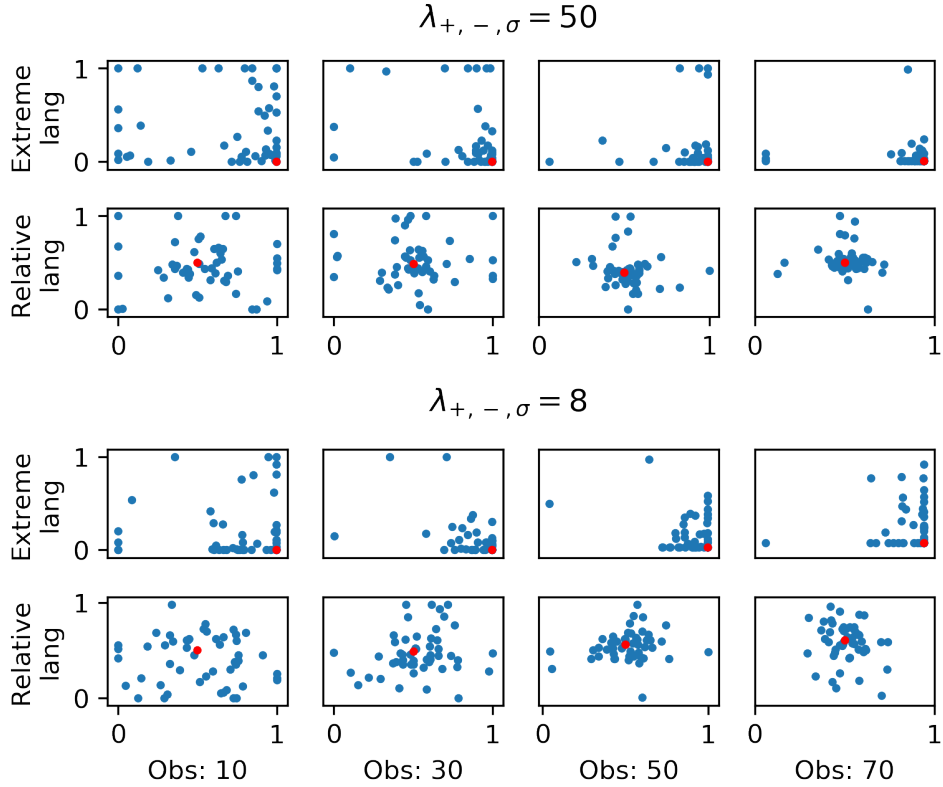 λ+, −, σ = 50
Extreme lang
1
0
Relative lang
1
0
0 1 0 1 0 1 0 1
λ+, −, σ = 8
Extreme lang
1
0
Relative lang
1
0
0 1 0 1 0 1 0 1
Obs: 10 Obs: 30 Obs: 50 Obs: 70